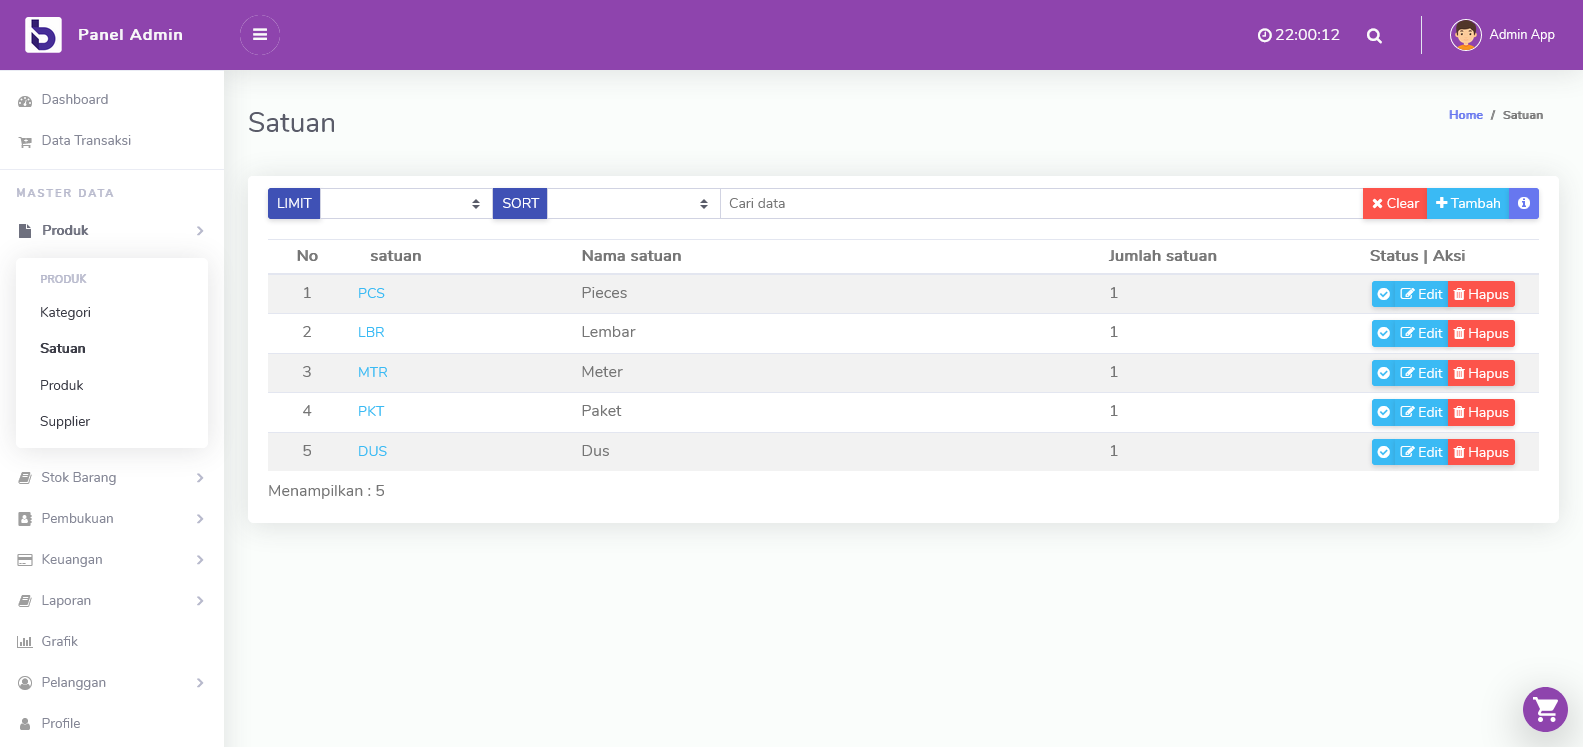 Panel Admin
22:00:12
Admin App
Dashboard
Data Transaksi
MASTER DATA
Produk
PRODUK
Kategori
Satuan
Produk
Supplier
Stok Barang
Pembukuan
Keuangan
Laporan
Grafik
Pelanggan
Profile
Satuan
Home / Satuan
LIMIT SORT Cari data Clear Tambah
No satuan Nama satuan Jumlah satuan Status | Aksi
1 PCS Pieces 1 Edit Hapus
2 LBR Lembar 1 Edit Hapus
3 MTR Meter 1 Edit Hapus
4 PKT Paket 1 Edit Hapus
5 DUS Dus 1 Edit Hapus
Menampilkan : 5